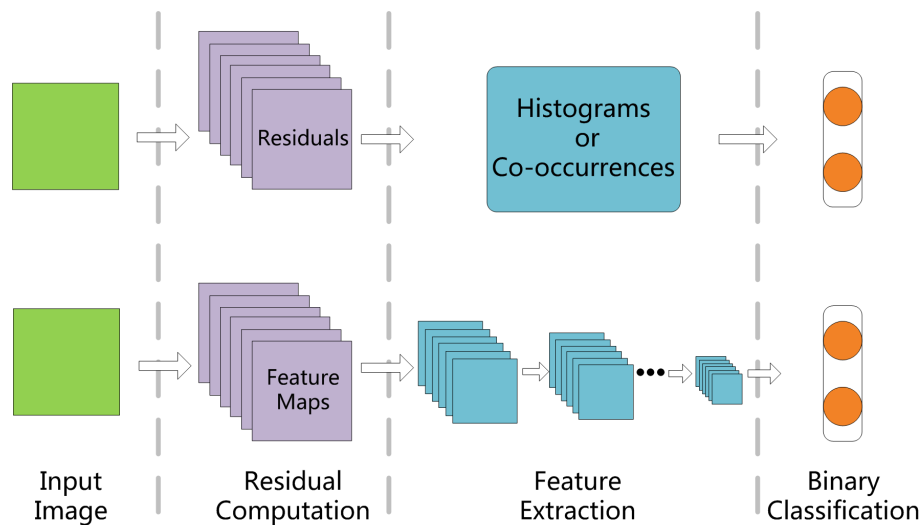 Residuals
Histograms
or
Co-occurrences
Feature
Maps
Input
Image
Residual
Computation
Feature
Extraction
Binary
Classification